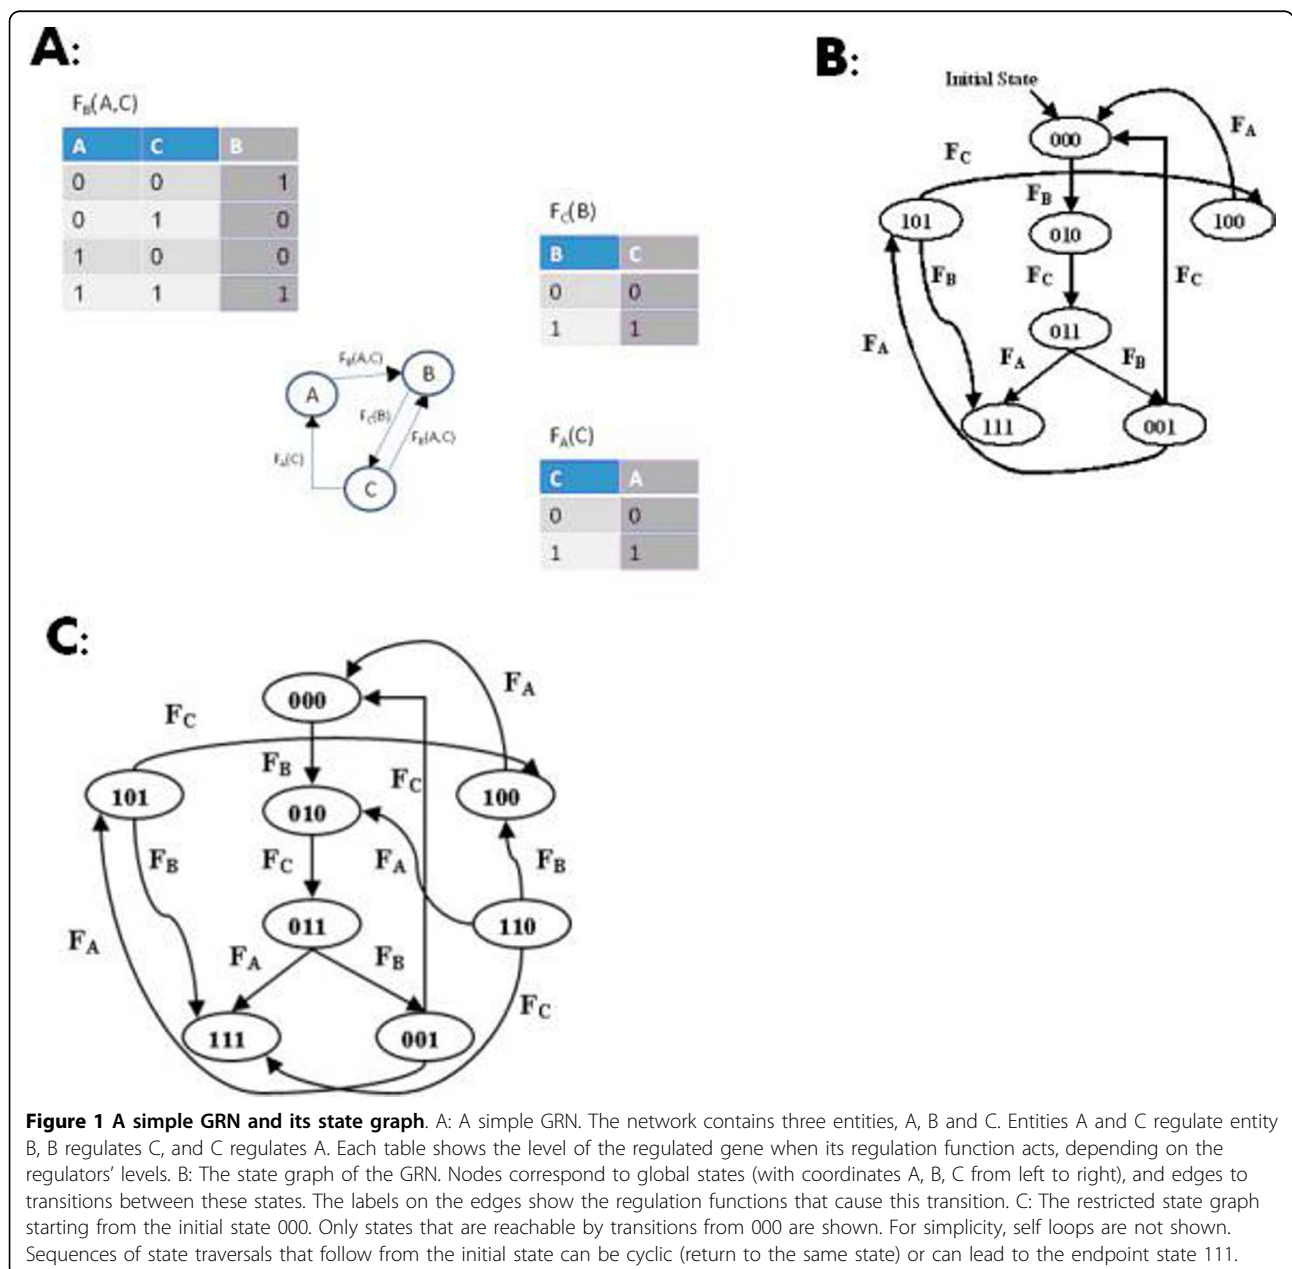 A:
F_B(A,C)
A C B
0 0 1
0 1 0
1 0 0
1 1 1
F_C(B)
B C
0 0
1 1
F_A(C)
C A
0 0
1 1
F_B(A,C)
A
B
F_C(B)
F_B(A,C)
F_A(C)
C
B:
Initial State
000
F_A
F_C
F_B
101
010
100
F_B
F_C
F_C
011
F_A
F_A
F_B
111
001
C:
000
F_A
F_C
F_B
F_C
101
010
100
F_B
F_C
F_A
F_B
011
110
F_A
F_A
F_B
F_C
111
001
Figure 1 A simple GRN and its state graph. A: A simple GRN. The network contains three entities, A, B and C. Entities A and C regulate entity
B, B regulates C, and C regulates A. Each table shows the level of the regulated gene when its regulation function acts, depending on the
regulators' levels. B: The state graph of the GRN. Nodes correspond to global states (with coordinates A, B, C from left to right), and edges to
transitions between these states. The labels on the edges show the regulation functions that cause this transition. C: The restricted state graph
starting from the initial state 000. Only states that are reachable by transitions from 000 are shown. For simplicity, self loops are not shown.
Sequences of state traversals that follow from the initial state can be cyclic (return to the same state) or can lead to the endpoint state 111.